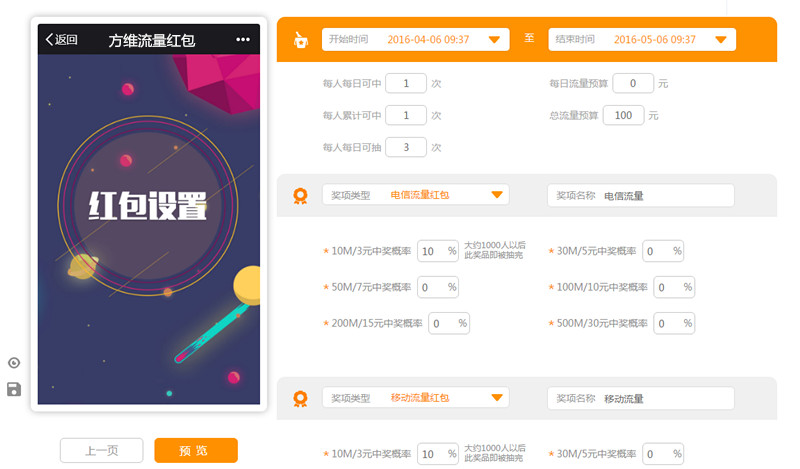 返回 方维流量红包
红包设置
上一页 预览
开始时间 2016-04-06 09:37 至 结束时间 2016-05-06 09:37
每人每日可中 1 次 每日流量预算 0 元
每人累计可中 1 次 总流量预算 100 元
每人每日可抽 3 次
奖项类型 电信流量红包 奖项名称 电信流量
* 10M/3元中奖概率 10 % 大约1000人以后
此奖品即被抽完 * 30M/5元中奖概率 0 %
* 50M/7元中奖概率 0 % * 100M/10元中奖概率 0 %
* 200M/15元中奖概率 0 % * 500M/30元中奖概率 0 %
奖项类型 移动流量红包 奖项名称 移动流量
* 10M/3元中奖概率 10 % 大约1000人以后
此奖品即被抽完 * 30M/5元中奖概率 0 %